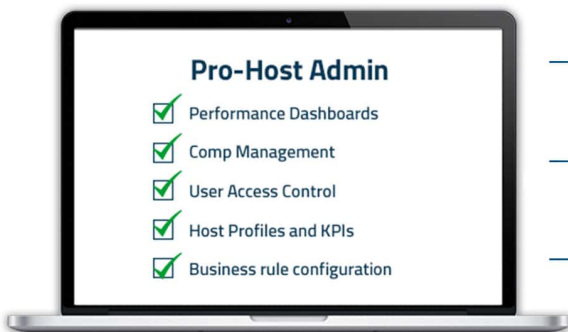 Pro-Host Admin
Performance Dashboards
Comp Management
User Access Control
Host Profiles and KPIs
Business rule configuration